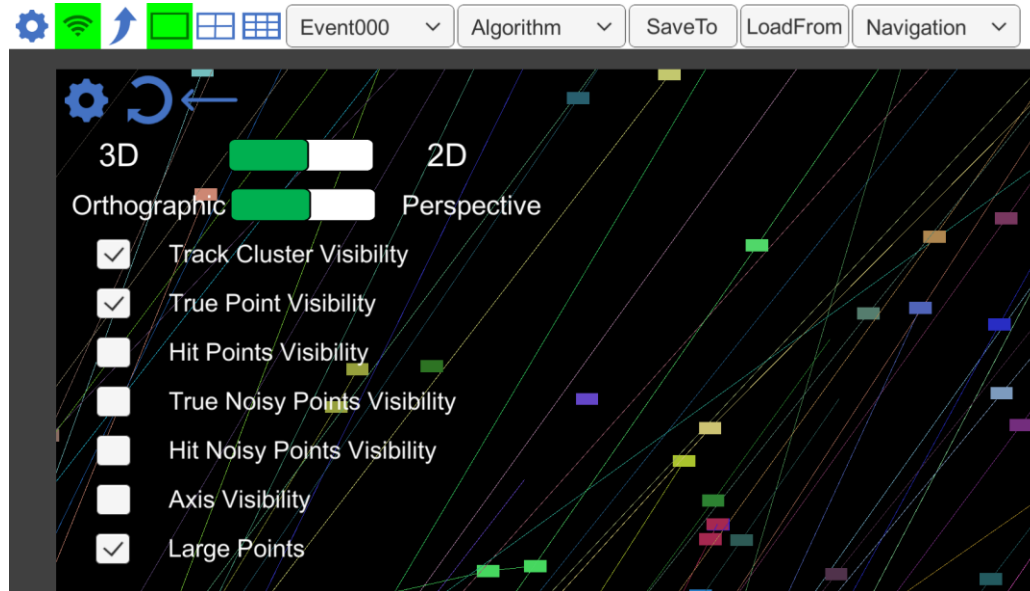 Event000 Algorithm SaveTo LoadFrom Navigation
3D 2D
Orthographic Perspective
Track Cluster Visibility
True Point Visibility
Hit Points Visibility
True Noisy Points Visibility
Hit Noisy Points Visibility
Axis Visibility
Large Points